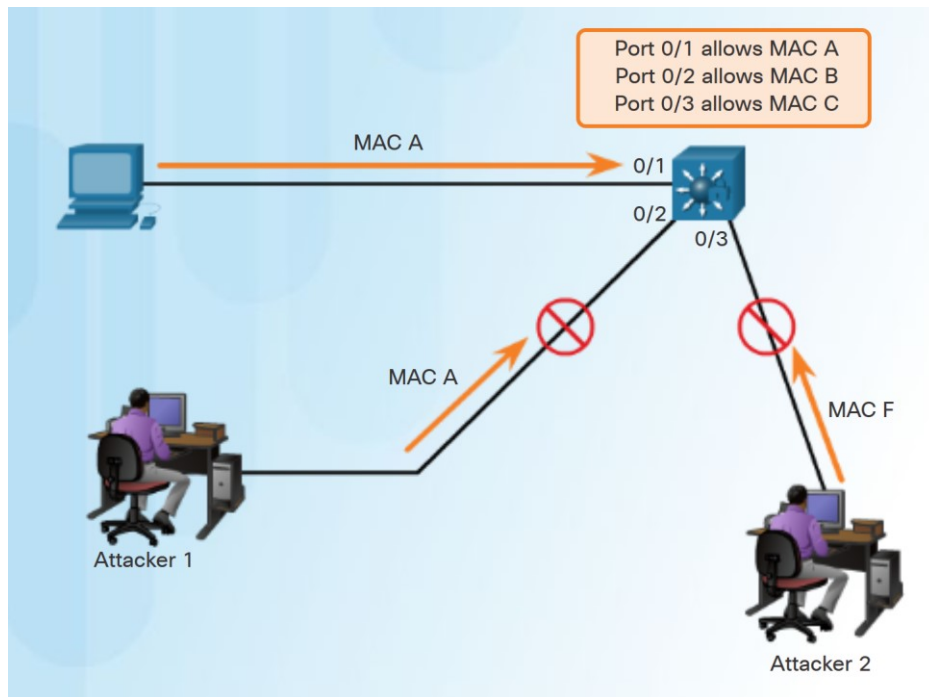 Port 0/1 allows MAC A
Port 0/2 allows MAC B
Port 0/3 allows MAC C
MAC A
0/1
0/2
0/3
MAC A
MAC F
Attacker 1
Attacker 2